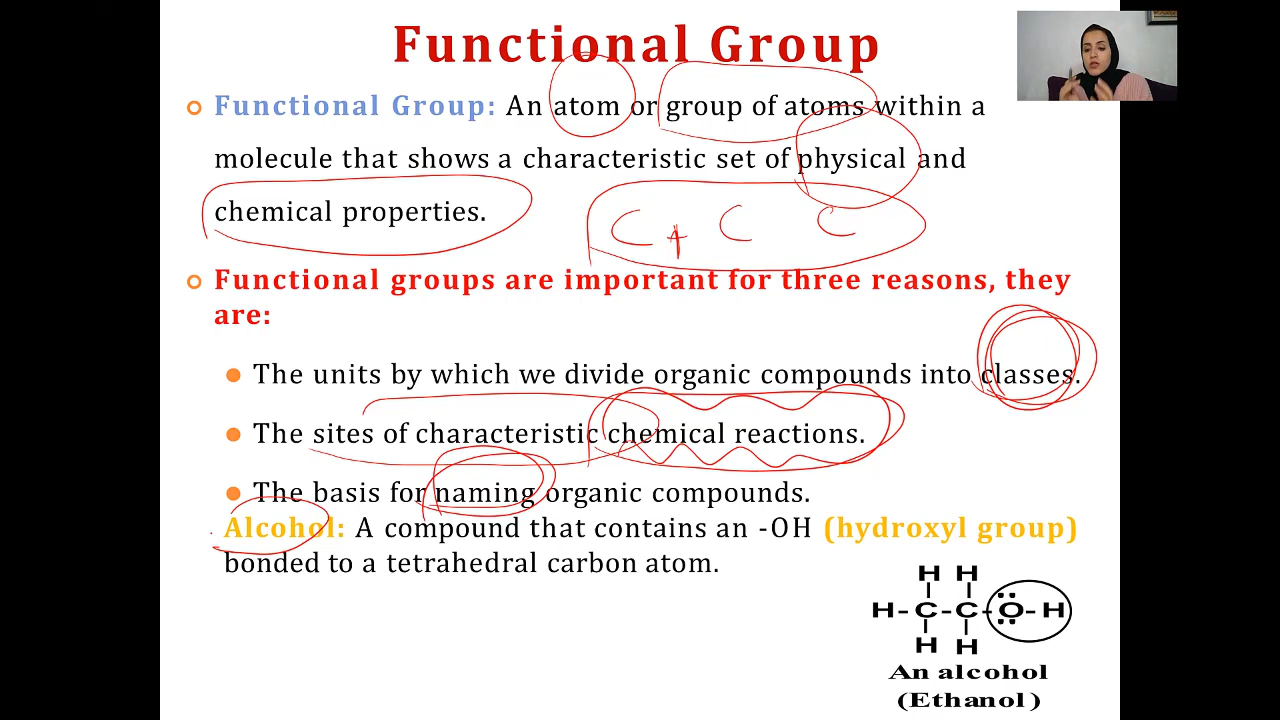 Functional Group
Functional Group: An atom or group of atoms within a
molecule that shows a characteristic set of physical and
chemical properties.
C + C C
Functional groups are important for three reasons, they
are:
The units by which we divide organic compounds into classes.
The sites of characteristic chemical reactions.
The basis for naming organic compounds.
Alcohol: A compound that contains an -OH (hydroxyl group)
bonded to a tetrahedral carbon atom.
H H
H-C-C-O-H
H H
An alcohol
(Ethanol)